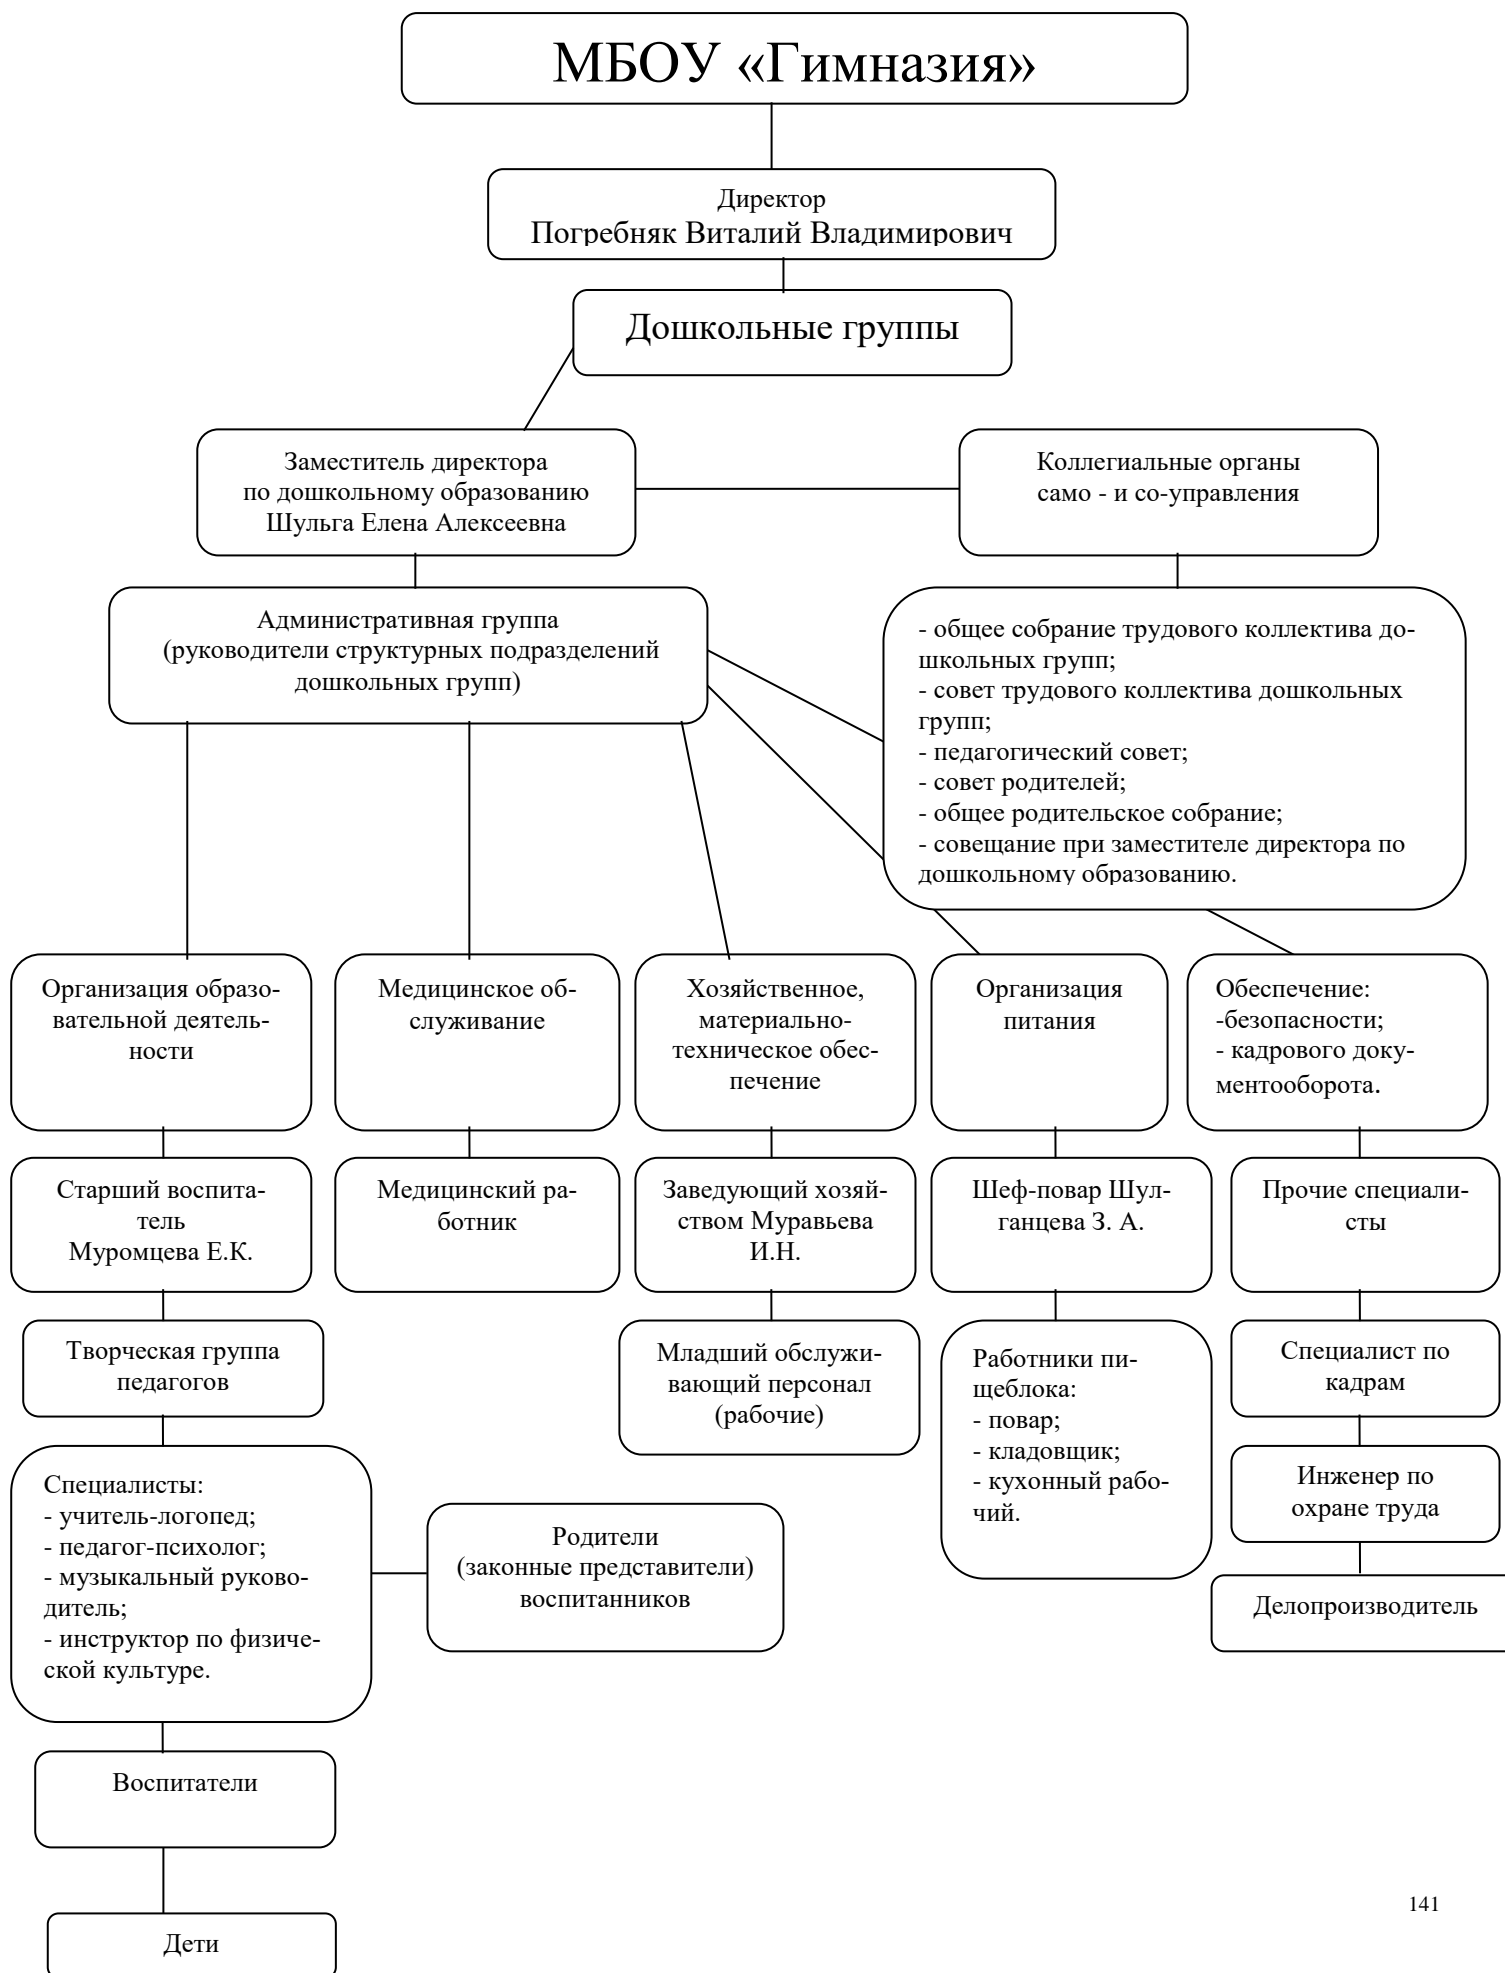 МБОУ «Гимназия»
Директор
Погребняк Виталий Владимирович
Дошкольные группы
Заместитель директора
по дошкольному образованию
Шульга Елена Алексеевна
Коллегиальные органы
само - и со-управления
Административная группа
(руководители структурных подразделений
дошкольных групп)
- общее собрание трудового коллектива до-
школьных групп;
- совет трудового коллектива дошкольных
групп;
- педагогический совет;
- совет родителей;
- общее родительское собрание;
- совещание при заместителе директора по
дошкольному образованию.
Организация образо-
вательной деятель-
ности
Медицинское об-
служивание
Хозяйственное,
материально-
техническое обес-
печение
Организация
питания
Обеспечение:
-безопасности;
- кадрового доку-
ментооборота.
Старший воспита-
тель
Муромцева Е.К.
Медицинский ра-
ботник
Заведующий хозяй-
ством Муравьева
И.Н.
Шеф-повар Шул-
ганцева З. А.
Прочие специали-
сты
Творческая группа
педагогов
Младший обслужи-
вающий персонал
(рабочие)
Работники пи-
щеблока:
- повар;
- кладовщик;
- кухонный рабо-
чий.
Специалист по
кадрам
Инженер по
охране труда
Делопроизводитель
Специалисты:
- учитель-логопед;
- педагог-психолог;
- музыкальный руково-
дитель;
- инструктор по физиче-
ской культуре.
Родители
(законные представители)
воспитанников
Воспитатели
Дети
141